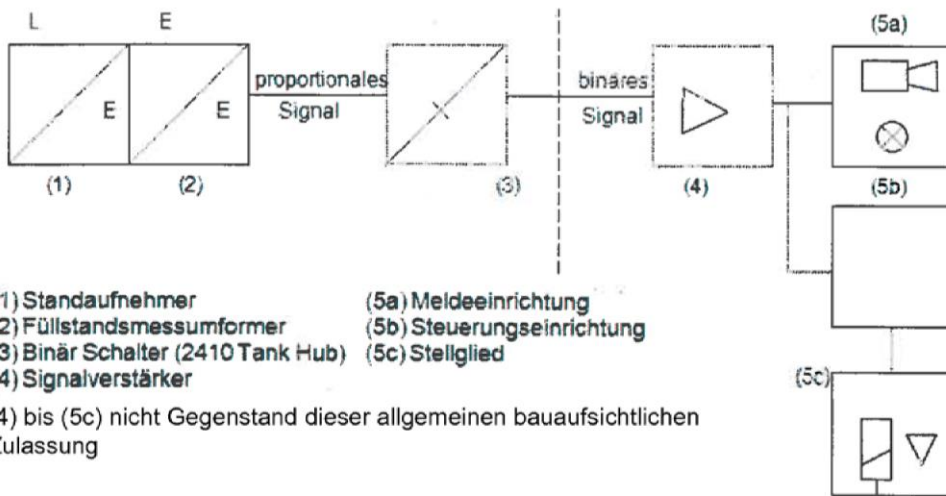 L E
(5a)
proportionales
Signal
binäres
Signal
E E
(1) (2) (3) (4) (5b)
1) Standaufnehmer
2) Füllstandsmessumformer
3) Binär Schalter (2410 Tank Hub)
4) Signalverstärker
(5a) Meldeeinrichtung
(5b) Steuerungseinrichtung
(5c) Stellglied
(5c)
4) bis (5c) nicht Gegenstand dieser allgemeinen bauaufsichtlichen
Zulassung